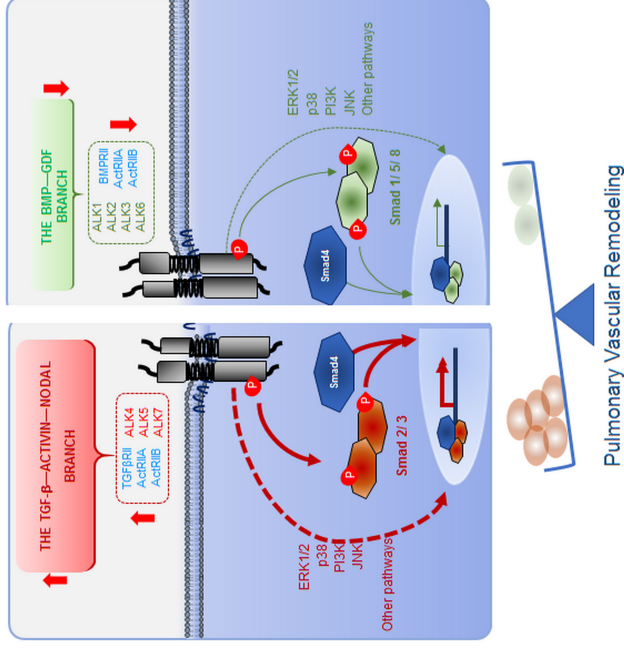 THE TGF-β—ACTIVIN—NODAL
BRANCH
TGFβRII ALK4
ActRIIA ALK5
ActRIIB ALK7
P
ERK1/2
p38
PI3K
JNK
Other pathways
Smad4
P
P
Smad 2/ 3
THE BMP—GDF
BRANCH
ALK1
ALK2
ALK3
ALK6
BMPRII
ActRIIA
ActRIIB
P
ERK1/2
p38
PI3K
JNK
Other pathways
Smad4
P
P
Smad 1/ 5/ 8
Pulmonary Vascular Remodeling